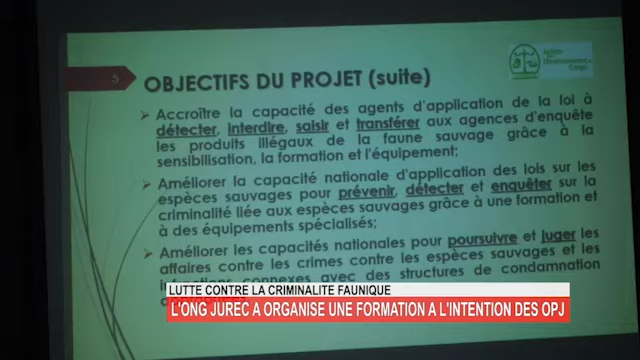 5
OBJECTIFS DU PROJET (suite)
Justice
l'Environnement
Congo
➢ Accroître la capacité des agents d'application de la loi à
détecter, interdire, saisir et transférer aux agences d'enquête
les produits illégaux de la faune sauvage grâce à la
sensibilisation, la formation et l'équipement;
➢ Améliorer la capacité nationale d'application des lois sur les
espèces sauvages pour prévenir, détecter et enquêter sur la
criminalité liée aux espèces sauvages grâce à une formation et
à des équipements spécialisés;
➢ Améliorer les capacités nationales pour poursuivre et juger les
affaires contre les crimes contre les espèces sauvages et les
connexes avec des structures de condamnation
LUTTE CONTRE LA CRIMINALITE FAUNIQUE
L'ONG JUREC A ORGANISE UNE FORMATION A L'INTENTION DES OPJ